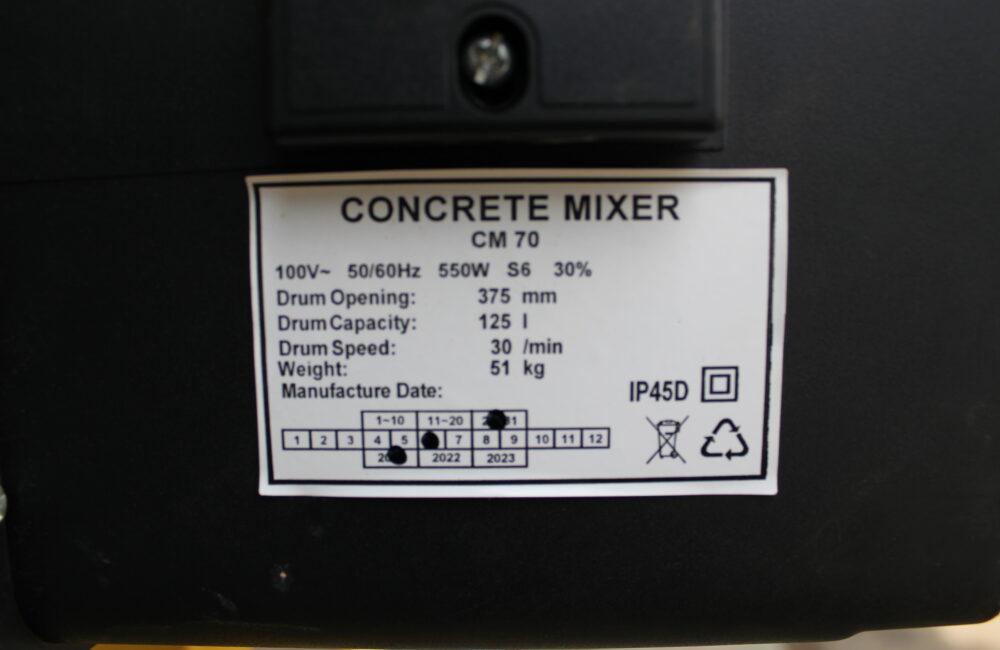 CONCRETE MIXER
CM 70
100V~ 50/60Hz 550W S6 30%
Drum Opening: 375 mm
Drum Capacity: 125 l
Drum Speed: 30 /min
Weight: 51 kg
Manufacture Date:
IP45D
1~10 11~20
1 2 3 4 5 7 8 9 10 11 12
2022 2023